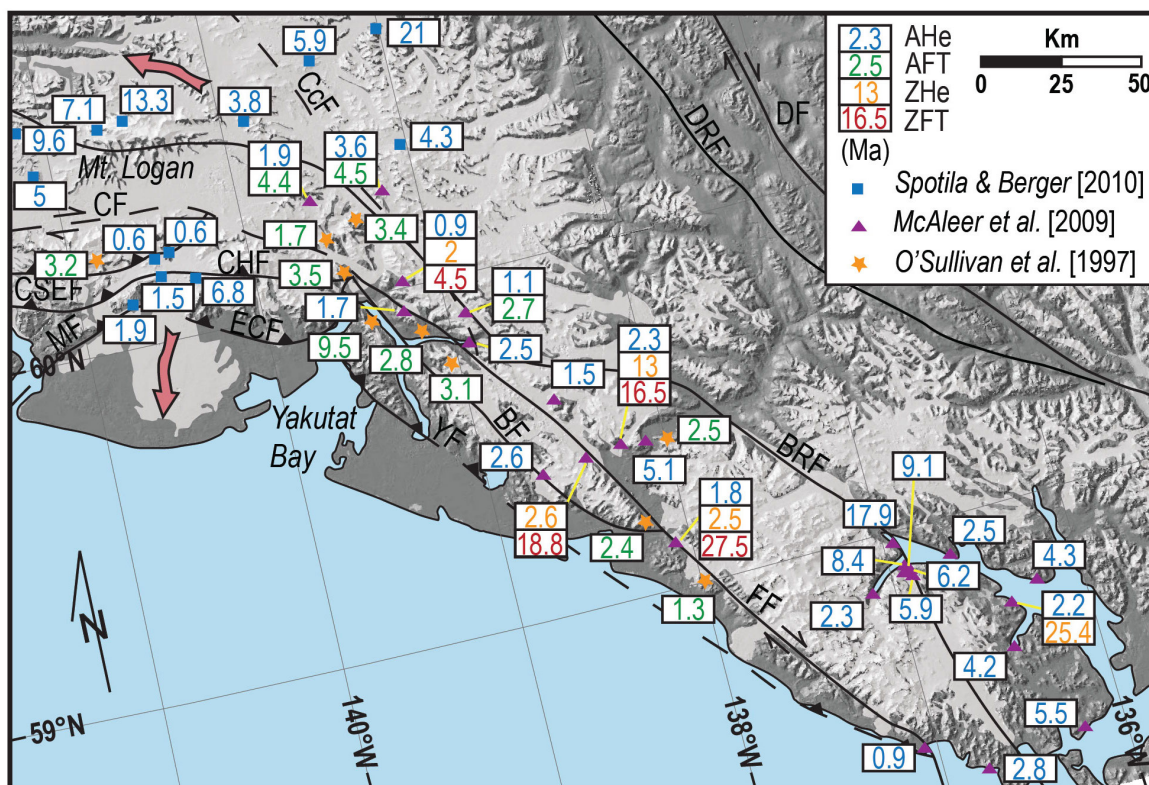 2.3 AHe
2.5 AFT
13 ZHe
16.5 ZFT
(Ma)
Km
0 25 50
Spotila & Berger [2010]
McAleer et al. [2009]
O'Sullivan et al. [1997]
5.9
21
CcF
DRF
DF
7.1
13.3
3.8
9.6
4.3
Mt. Logan
1.9
4.4
3.6
4.5
5
CF
0.6
0.6
1.7
3.4
0.9
2
4.5
3.2
CHF
CSEF
3.5
1.1
2.7
1.5
6.8
1.7
MF
1.9
ECF
60°N
9.5
2.8
2.5
3.1
2.3
13
16.5
1.5
Yakutat
Bay
YF
BF
2.5
BRF
5.1
2.6
9.1
2.6
18.8
2.4
1.8
2.5
27.5
17.9
2.5
8.4
6.2
4.3
1.3
FF
2.3
5.9
2.2
25.4
4.2
N
59°N
140°W
138°W
136°W
5.5
0.9
2.8